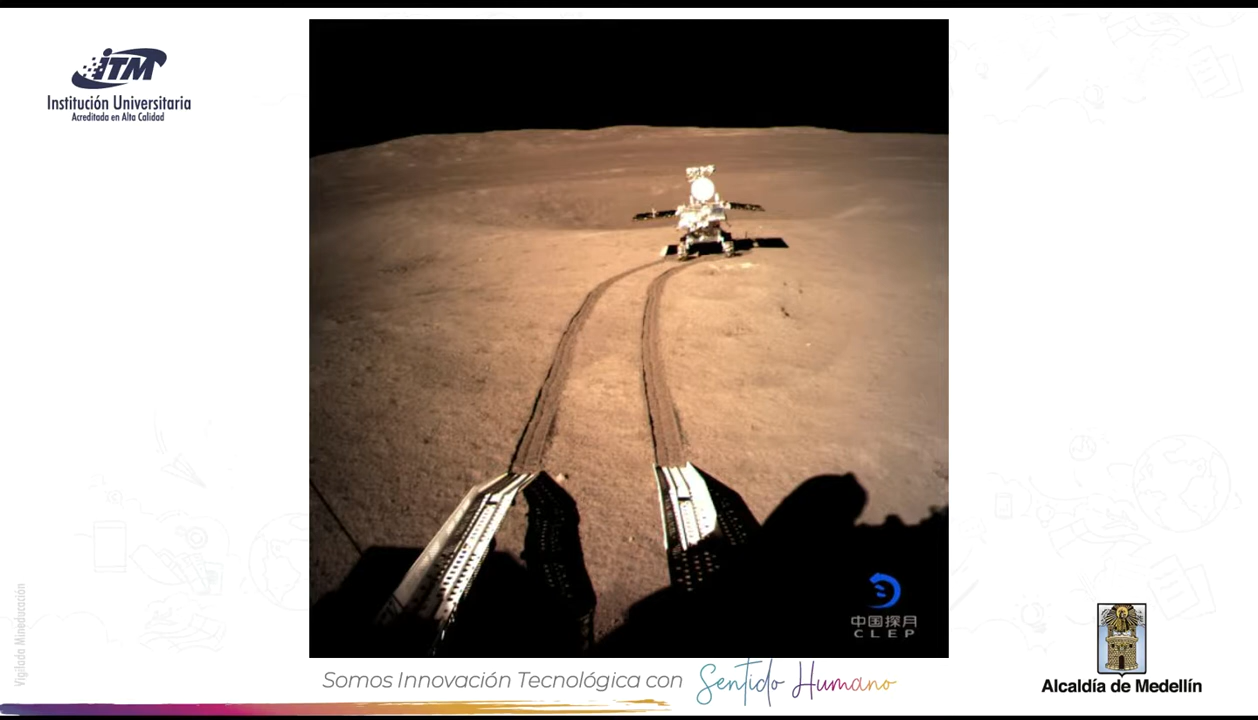 iTM
Institución Universitaria
Acreditada en Alta Calidad
中国探月
CLEP
Vigilada Mineducación
Somos Innovación Tecnológica con Sentido Humano
Alcaldía de Medellín